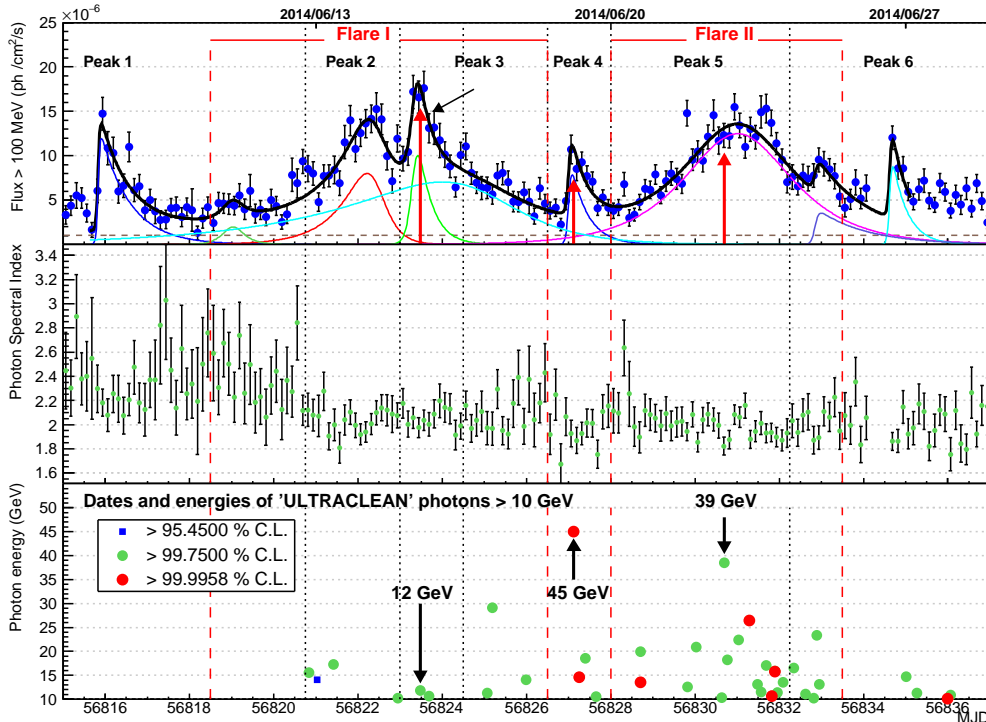 2014/06/13 2014/06/20 2014/06/27
×10⁻⁶
Flare I Flare II
Peak 1 Peak 2 Peak 3 Peak 4 Peak 5 Peak 6
Flux > 100 MeV (ph /cm²/s)
25
20
15
10
5
Photon Spectral Index
3.4
3.2
3
2.8
2.6
2.4
2.2
2
1.8
1.6
Photon energy (GeV)
50
45
40
35
30
25
20
15
10
Dates and energies of 'ULTRACLEAN' photons > 10 GeV
> 95.4500 % C.L.
> 99.7500 % C.L.
> 99.9958 % C.L.
39 GeV
12 GeV
45 GeV
56816 56818 56820 56822 56824 56826 56828 56830 56832 56834 56836
MJD